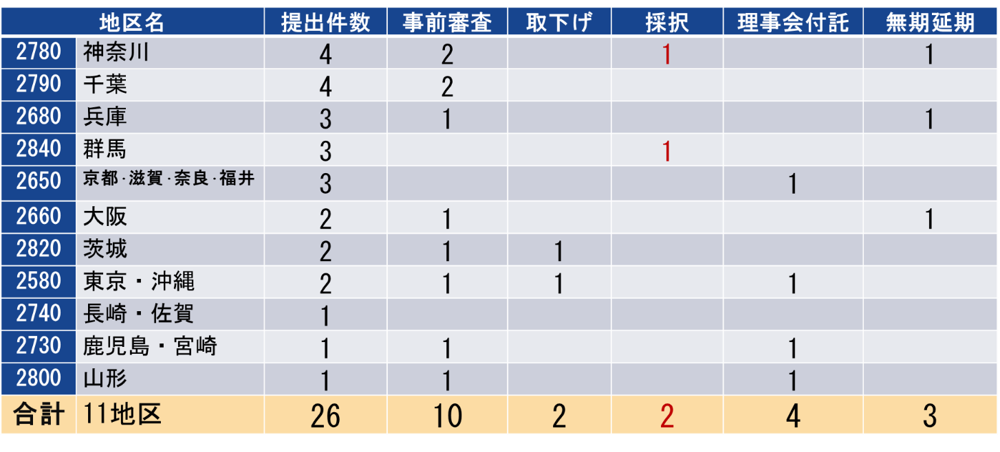 地区名 提出件数 事前審査 取下げ 採択 理事会付託 無期延期
2780 神奈川 4 2 1 1
2790 千葉 4 2
2680 兵庫 3 1 1
2840 群馬 3 1
2650 京都･滋賀･奈良･福井 3 1
2660 大阪 2 1 1
2820 茨城 2 1 1
2580 東京・沖縄 2 1 1 1
2740 長崎・佐賀 1
2730 鹿児島・宮崎 1 1 1
2800 山形 1 1 1
合計 11地区 26 10 2 2 4 3